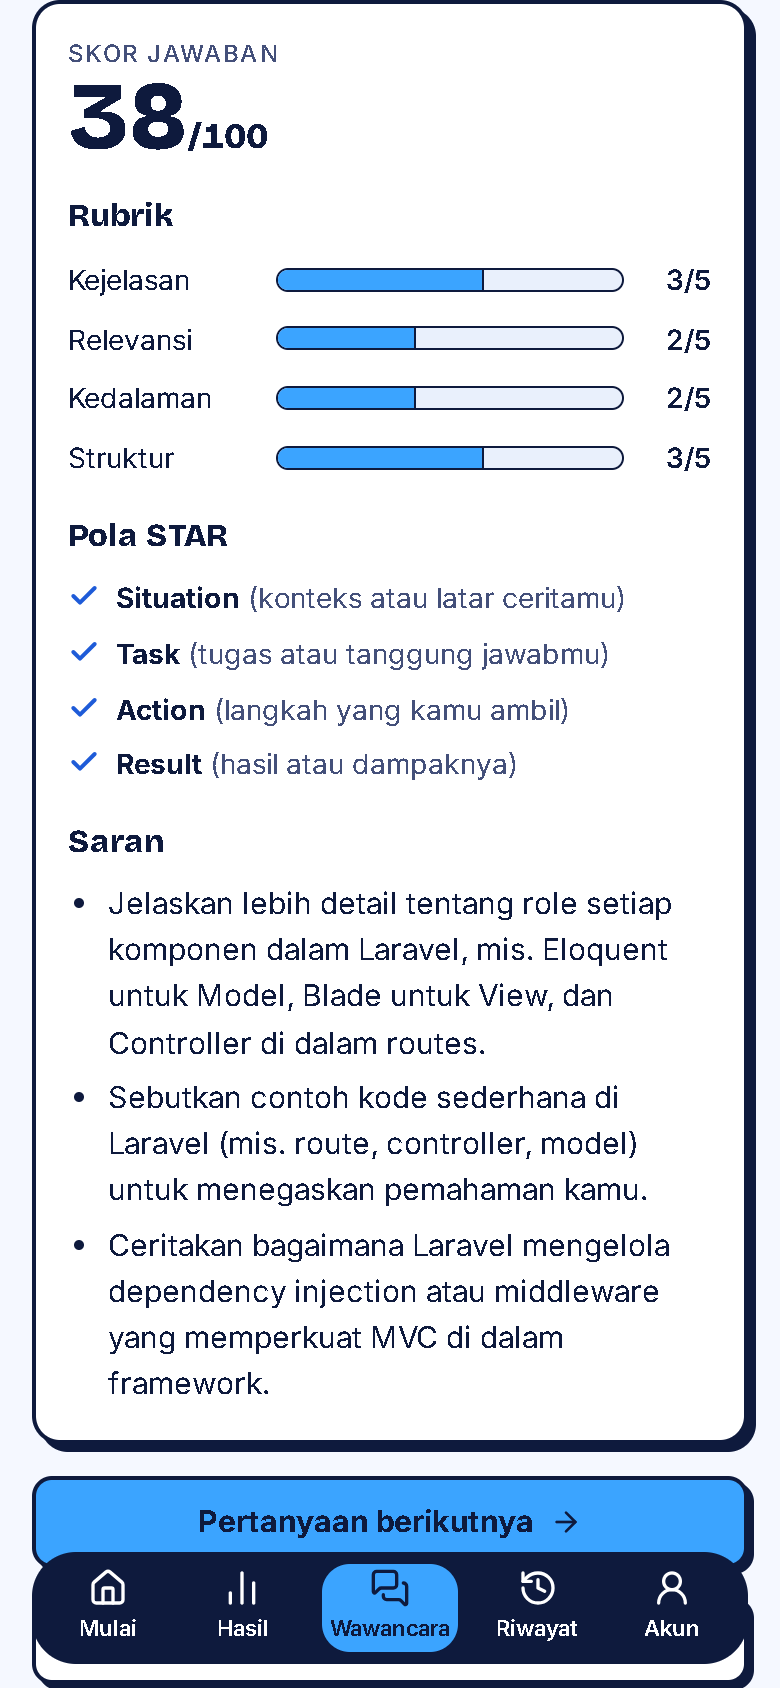 SKOR JAWABAN
38/100
Rubrik
Kejelasan 3/5
Relevansi 2/5
Kedalaman 2/5
Struktur 3/5
Pola STAR
Situation (konteks atau latar ceritamu)
Task (tugas atau tanggung jawabmu)
Action (langkah yang kamu ambil)
Result (hasil atau dampaknya)
Saran
• Jelaskan lebih detail tentang role setiap
komponen dalam Laravel, mis. Eloquent
untuk Model, Blade untuk View, dan
Controller di dalam routes.
• Sebutkan contoh kode sederhana di
Laravel (mis. route, controller, model)
untuk menegaskan pemahaman kamu.
• Ceritakan bagaimana Laravel mengelola
dependency injection atau middleware
yang memperkuat MVC di dalam
framework.
Pertanyaan berikutnya →
Mulai Hasil Wawancara Riwayat Akun